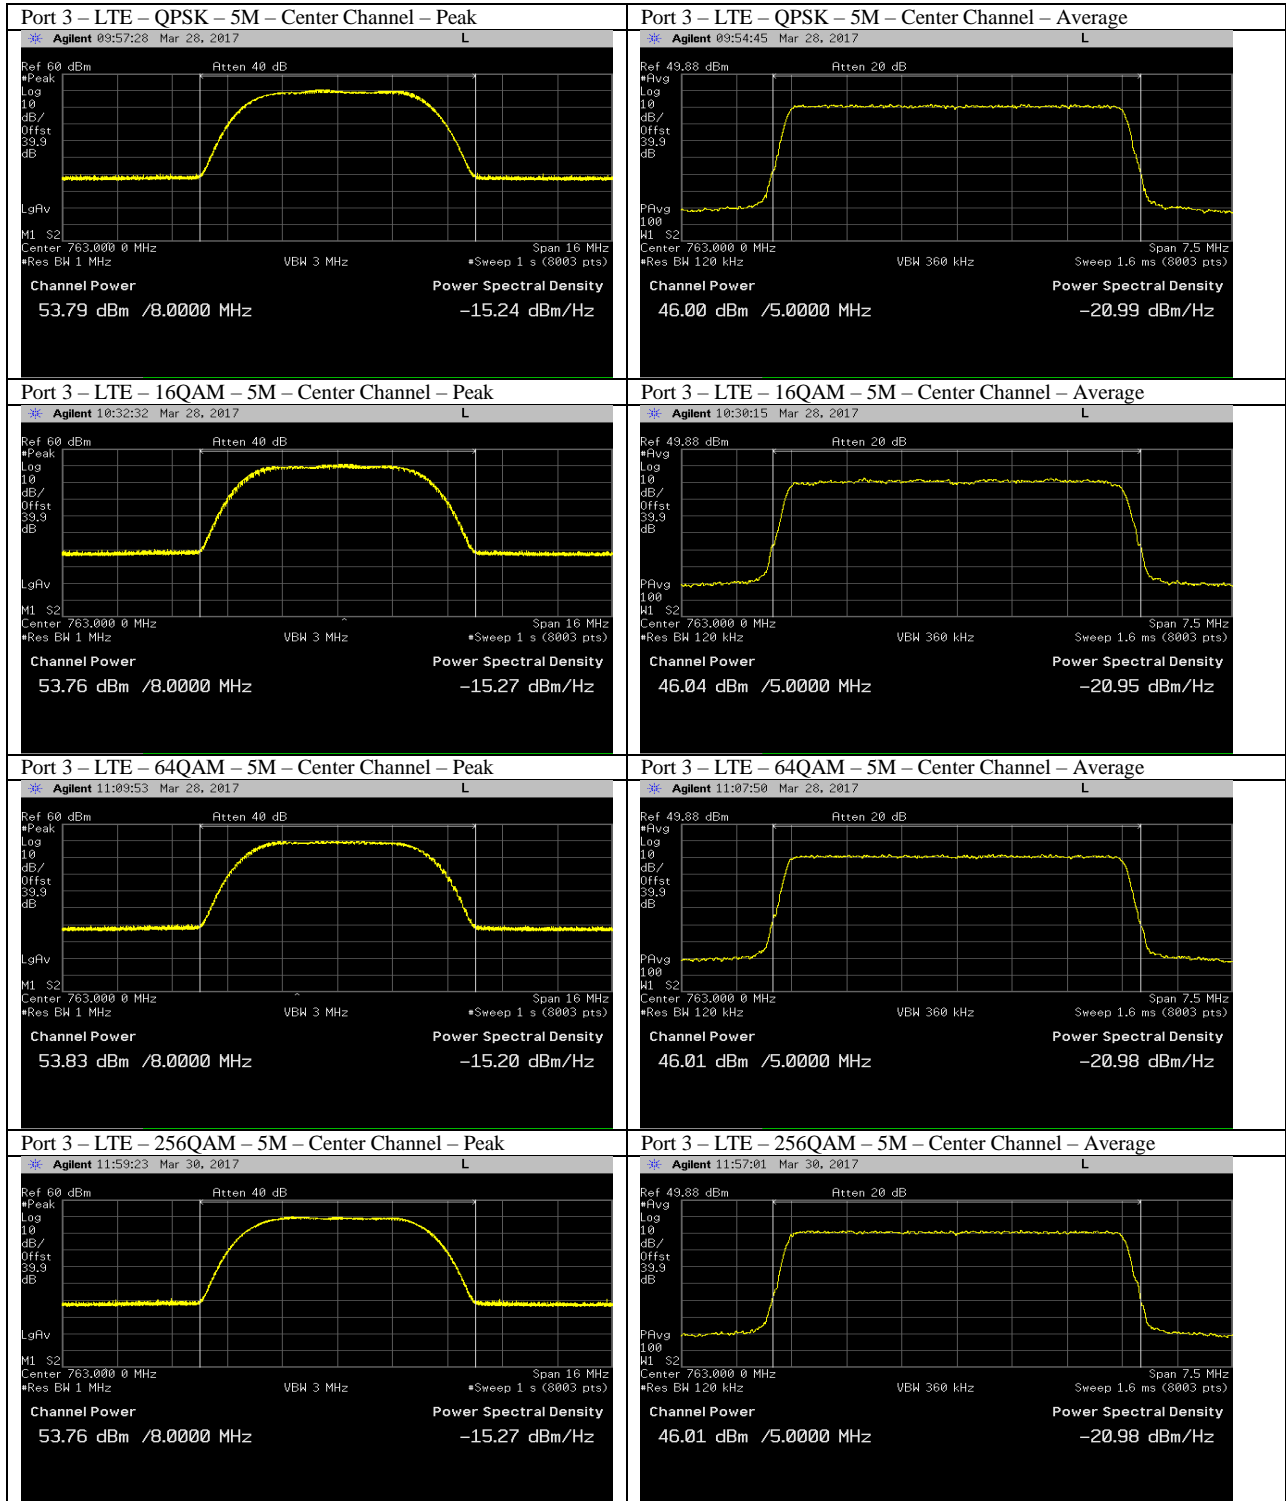 Port 3 – LTE – QPSK – 5M – Center Channel – Peak
Agilent 09:57:28 Mar 28, 2017 L
Ref 60 dBm Atten 40 dB
#Peak
Log
10
dB/
Offst
39.9
dB
LgAv
M1 S2
Center 763.000 0 MHz Span 16 MHz
#Res BW 1 MHz VBW 3 MHz #Sweep 1 s (8003 pts)
Channel Power Power Spectral Density
53.79 dBm /8.0000 MHz -15.24 dBm/Hz
Port 3 – LTE – QPSK – 5M – Center Channel – Average
Agilent 09:54:45 Mar 28, 2017 L
Ref 49.88 dBm Atten 20 dB
#Avg
Log
10
dB/
Offst
39.9
dB
PAvg
100
W1 S2
Center 763.000 0 MHz Span 7.5 MHz
#Res BW 120 kHz VBW 360 kHz Sweep 1.6 ms (8003 pts)
Channel Power Power Spectral Density
46.00 dBm /5.0000 MHz -20.99 dBm/Hz
Port 3 – LTE – 16QAM – 5M – Center Channel – Peak
Agilent 10:32:32 Mar 28, 2017 L
Ref 60 dBm Atten 40 dB
#Peak
Log
10
dB/
Offst
39.9
dB
LgAv
M1 S2
Center 763.000 0 MHz Span 16 MHz
#Res BW 1 MHz VBW 3 MHz #Sweep 1 s (8003 pts)
Channel Power Power Spectral Density
53.76 dBm /8.0000 MHz -15.27 dBm/Hz
Port 3 – LTE – 16QAM – 5M – Center Channel – Average
Agilent 10:30:15 Mar 28, 2017 L
Ref 49.88 dBm Atten 20 dB
#Avg
Log
10
dB/
Offst
39.9
dB
PAvg
100
W1 S2
Center 763.000 0 MHz Span 7.5 MHz
#Res BW 120 kHz VBW 360 kHz Sweep 1.6 ms (8003 pts)
Channel Power Power Spectral Density
46.04 dBm /5.0000 MHz -20.95 dBm/Hz
Port 3 – LTE – 64QAM – 5M – Center Channel – Peak
Agilent 11:09:53 Mar 28, 2017 L
Ref 60 dBm Atten 40 dB
#Peak
Log
10
dB/
Offst
39.9
dB
LgAv
M1 S2
Center 763.000 0 MHz Span 16 MHz
#Res BW 1 MHz VBW 3 MHz #Sweep 1 s (8003 pts)
Channel Power Power Spectral Density
53.83 dBm /8.0000 MHz -15.20 dBm/Hz
Port 3 – LTE – 64QAM – 5M – Center Channel – Average
Agilent 11:07:50 Mar 28, 2017 L
Ref 49.88 dBm Atten 20 dB
#Avg
Log
10
dB/
Offst
39.9
dB
PAvg
100
W1 S2
Center 763.000 0 MHz Span 7.5 MHz
#Res BW 120 kHz VBW 360 kHz Sweep 1.6 ms (8003 pts)
Channel Power Power Spectral Density
46.01 dBm /5.0000 MHz -20.98 dBm/Hz
Port 3 – LTE – 256QAM – 5M – Center Channel – Peak
Agilent 11:59:23 Mar 30, 2017 L
Ref 60 dBm Atten 40 dB
#Peak
Log
10
dB/
Offst
39.9
dB
LgAv
M1 S2
Center 763.000 0 MHz Span 16 MHz
#Res BW 1 MHz VBW 3 MHz #Sweep 1 s (8003 pts)
Channel Power Power Spectral Density
53.76 dBm /8.0000 MHz -15.27 dBm/Hz
Port 3 – LTE – 256QAM – 5M – Center Channel – Average
Agilent 11:57:01 Mar 30, 2017 L
Ref 49.88 dBm Atten 20 dB
#Avg
Log
10
dB/
Offst
39.9
dB
PAvg
100
W1 S2
Center 763.000 0 MHz Span 7.5 MHz
#Res BW 120 kHz VBW 360 kHz Sweep 1.6 ms (8003 pts)
Channel Power Power Spectral Density
46.01 dBm /5.0000 MHz -20.98 dBm/Hz